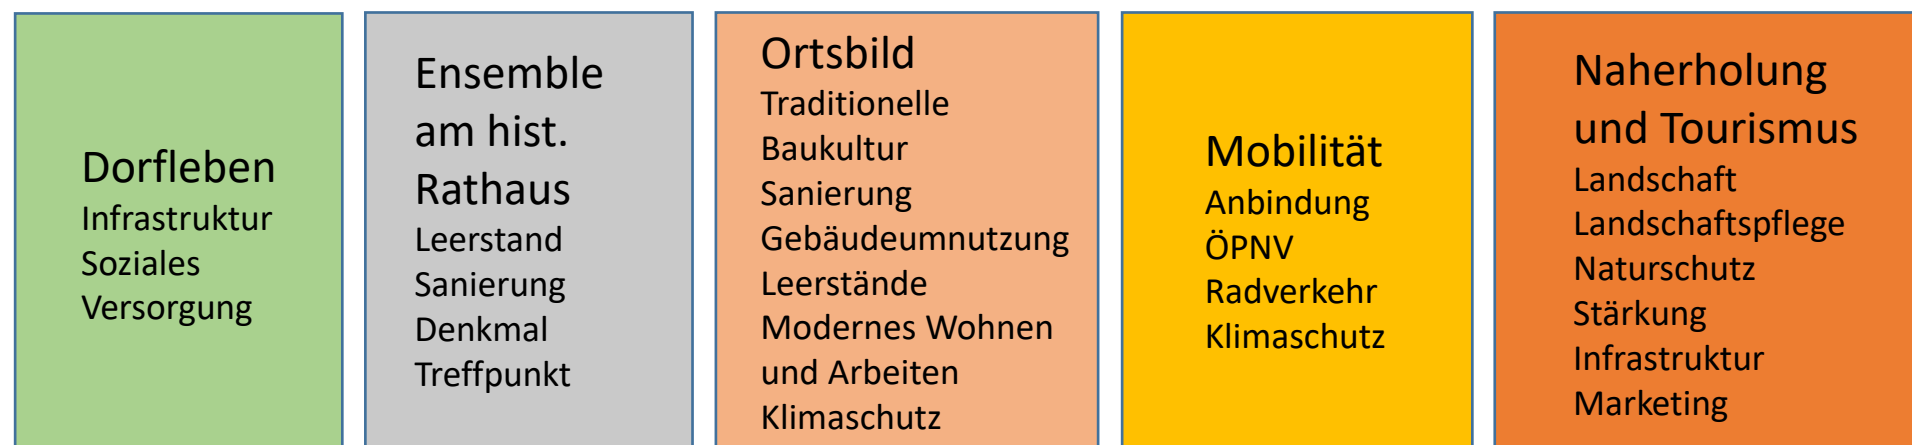 Dorfleben
Infrastruktur
Soziales
Versorgung
Ensemble
am hist.
Rathaus
Leerstand
Sanierung
Denkmal
Treffpunkt
Ortsbild
Traditionelle
Baukultur
Sanierung
Gebäudeumnutzung
Leerstände
Modernes Wohnen
und Arbeiten
Klimaschutz
Mobilität
Anbindung
ÖPNV
Radverkehr
Klimaschutz
Naherholung
und Tourismus
Landschaft
Landschaftspflege
Naturschutz
Stärkung
Infrastruktur
Marketing